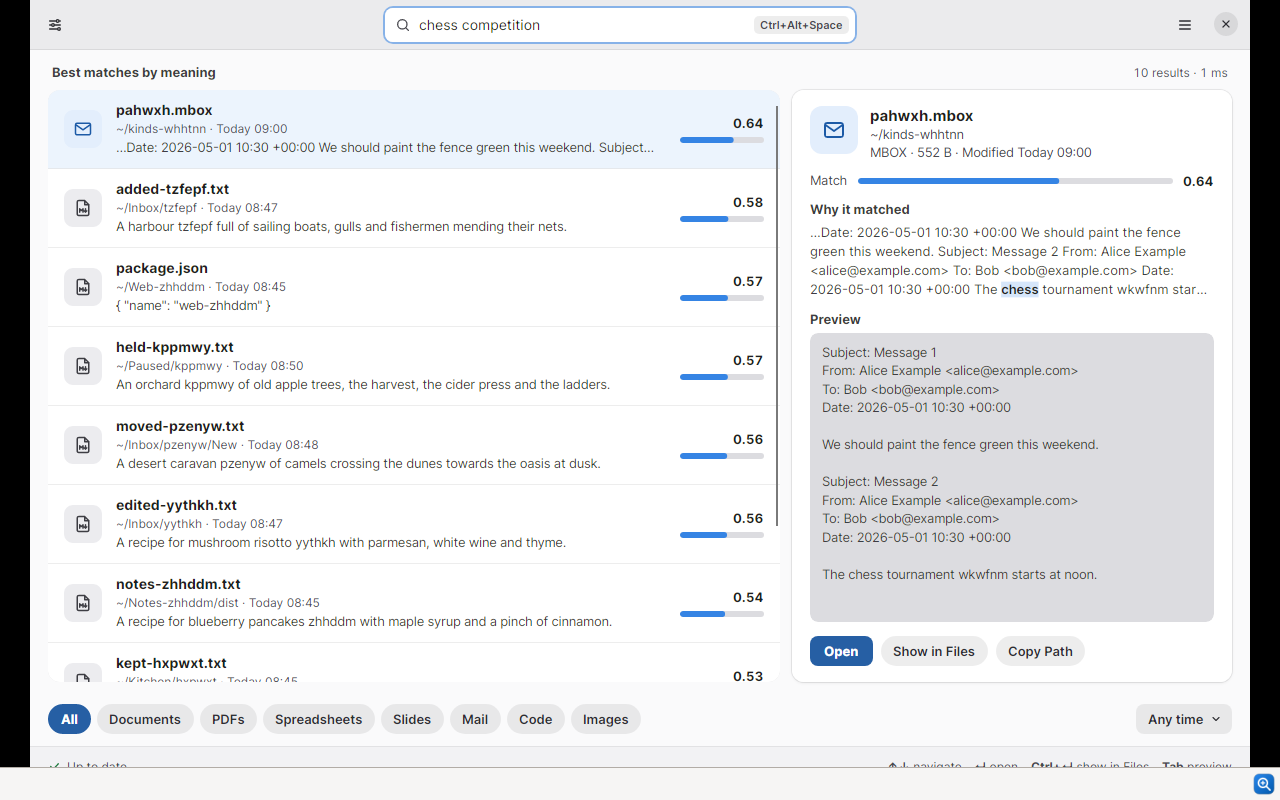 chess competition
Ctrl+Alt+Space
Best matches by meaning
10 results · 1 ms
pahwxh.mbox
~/kinds-whhtnn · Today 09:00
...Date: 2026-05-01 10:30 +00:00 We should paint the fence green this weekend. Subject...
0.64
added-tzfepf.txt
~/Inbox/tzfepf · Today 08:47
A harbour tzfepf full of sailing boats, gulls and fishermen mending their nets.
0.58
package.json
~/Web-zhhddm · Today 08:45
{ "name": "web-zhhddm" }
0.57
held-kppmwy.txt
~/Paused/kppmwy · Today 08:50
An orchard kppmwy of old apple trees, the harvest, the cider press and the ladders.
0.57
moved-pzenyw.txt
~/Inbox/pzenyw/New · Today 08:48
A desert caravan pzenyw of camels crossing the dunes towards the oasis at dusk.
0.56
edited-yythkh.txt
~/Inbox/yythkh · Today 08:47
A recipe for mushroom risotto yythkh with parmesan, white wine and thyme.
0.56
notes-zhhddm.txt
~/Notes-zhhddm/dist · Today 08:45
A recipe for blueberry pancakes zhhddm with maple syrup and a pinch of cinnamon.
0.54
kept-hxpwxt.txt
~/Kitchen/hxpwxt · Today 08:45
0.53
pahwxh.mbox
~/kinds-whhtnn
MBOX · 552 B · Modified Today 09:00
Match
0.64
Why it matched
...Date: 2026-05-01 10:30 +00:00 We should paint the fence
green this weekend. Subject: Message 2 From: Alice Example
<alice@example.com> To: Bob <bob@example.com> Date:
2026-05-01 10:30 +00:00 The chess tournament wkwfnm star...
Preview
Subject: Message 1
From: Alice Example <alice@example.com>
To: Bob <bob@example.com>
Date: 2026-05-01 10:30 +00:00
We should paint the fence green this weekend.
Subject: Message 2
From: Alice Example <alice@example.com>
To: Bob <bob@example.com>
Date: 2026-05-01 10:30 +00:00
The chess tournament wkwfnm starts at noon.
Open
Show in Files
Copy Path
All
Documents
PDFs
Spreadsheets
Slides
Mail
Code
Images
Any time
Up to date
↑↓ navigate ↵ open Ctrl+↵ show in Files Tab preview